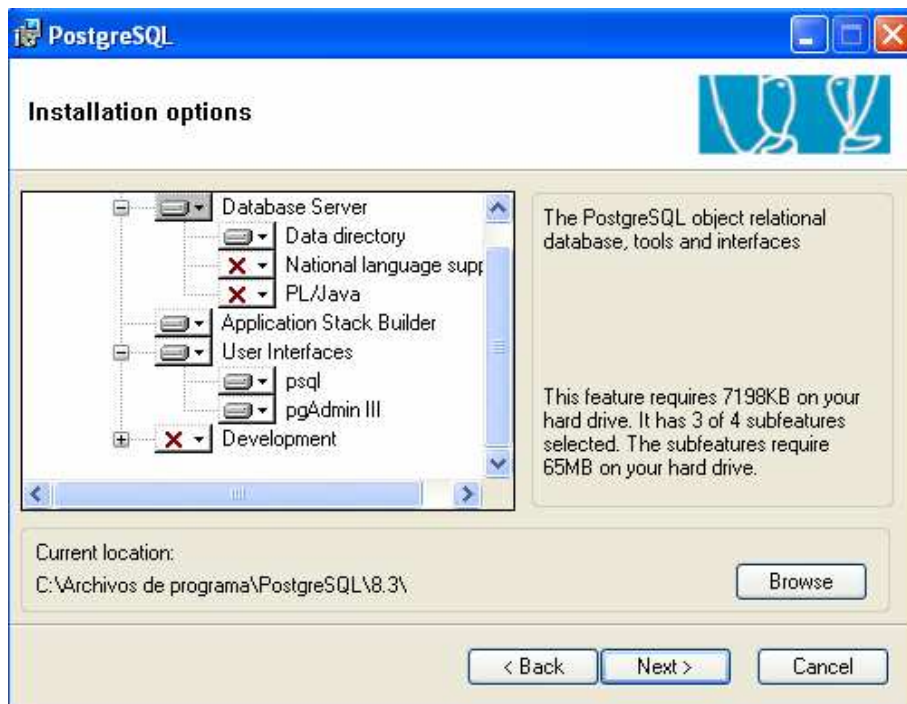 PostgreSQL
Installation options
Database Server
Data directory
National language supp
PL/Java
Application Stack Builder
User Interfaces
psql
pgAdmin III
Development
The PostgreSQL object relational
database, tools and interfaces
This feature requires 7198KB on your
hard drive. It has 3 of 4 subfeatures
selected. The subfeatures require
65MB on your hard drive.
Current location:
C:\Archivos de programa\PostgreSQL\8.3\
Browse
< Back
Next >
Cancel